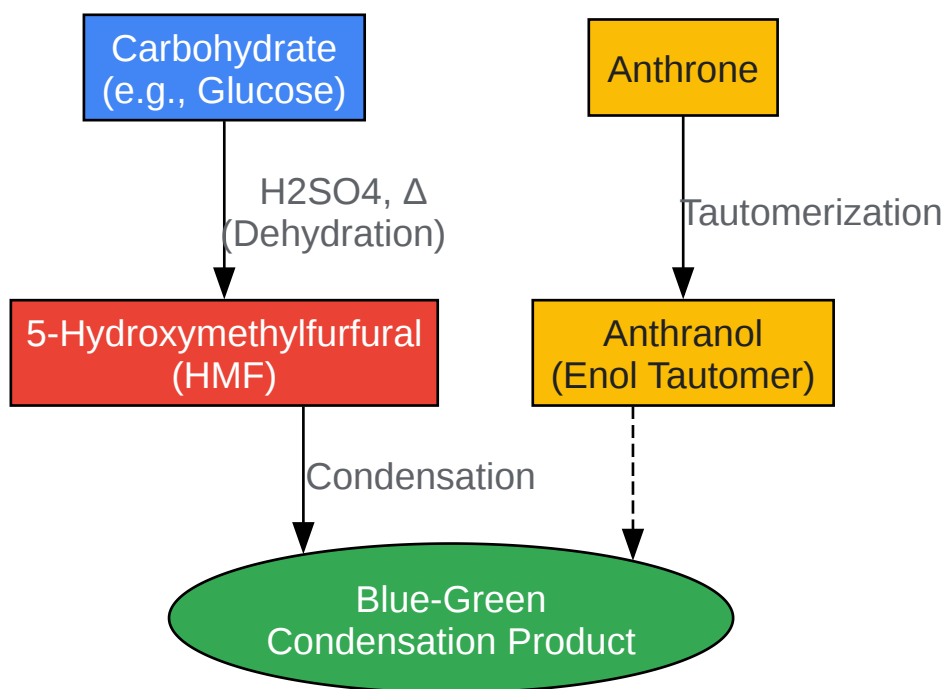 Carbohydrate
(e.g., Glucose)
Anthrone
H2SO4, Δ
(Dehydration)
Tautomerization
5-Hydroxymethylfurfural
(HMF)
Anthranol
(Enol Tautomer)
Condensation
Blue-Green
Condensation Product